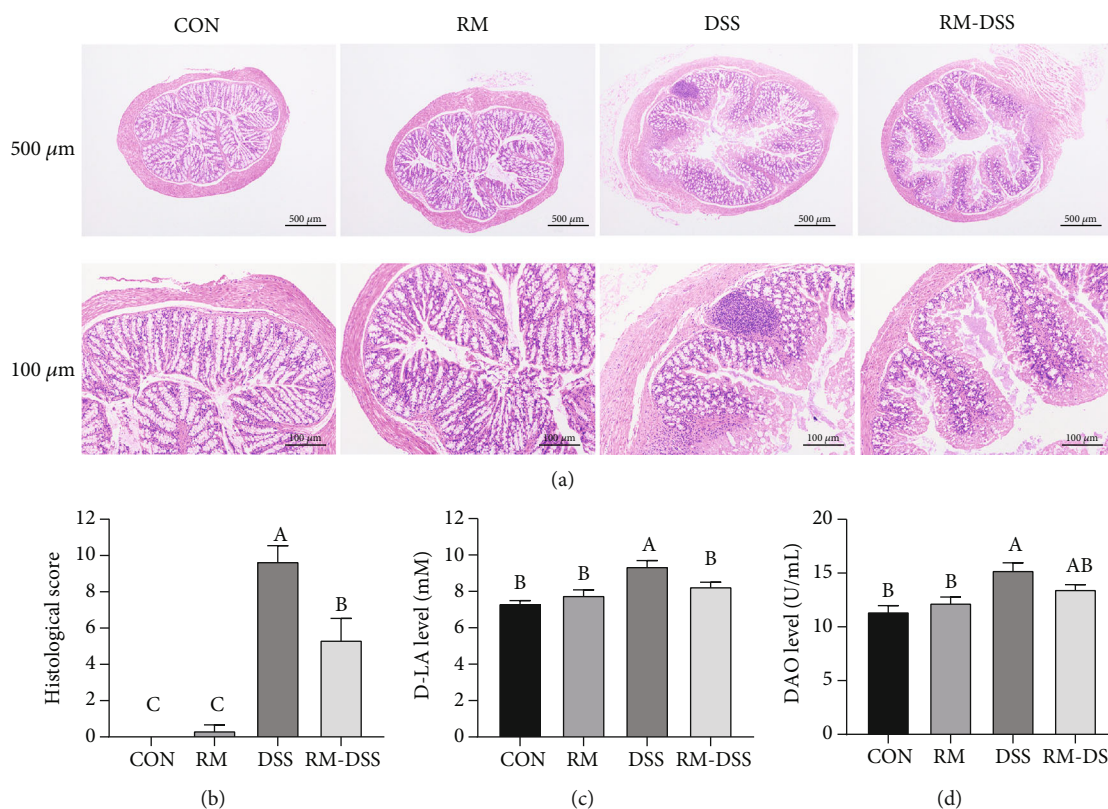 CON RM DSS RM-DSS
500 μm
500 μm 500 μm 500 μm 500 μm
100 μm
100 μm 100 μm 100 μm 100 μm
(a)
Histological score
12
10
8
6
4
2
0
C C A B
CON RM DSS RM-DSS
(b)
D-LA level (mM)
12
10
8
6
4
2
0
B B A B
CON RM DSS RM-DSS
(c)
DAO level (U/mL)
20
15
10
5
0
B B A AB
CON RM DSS RM-DS
(d)